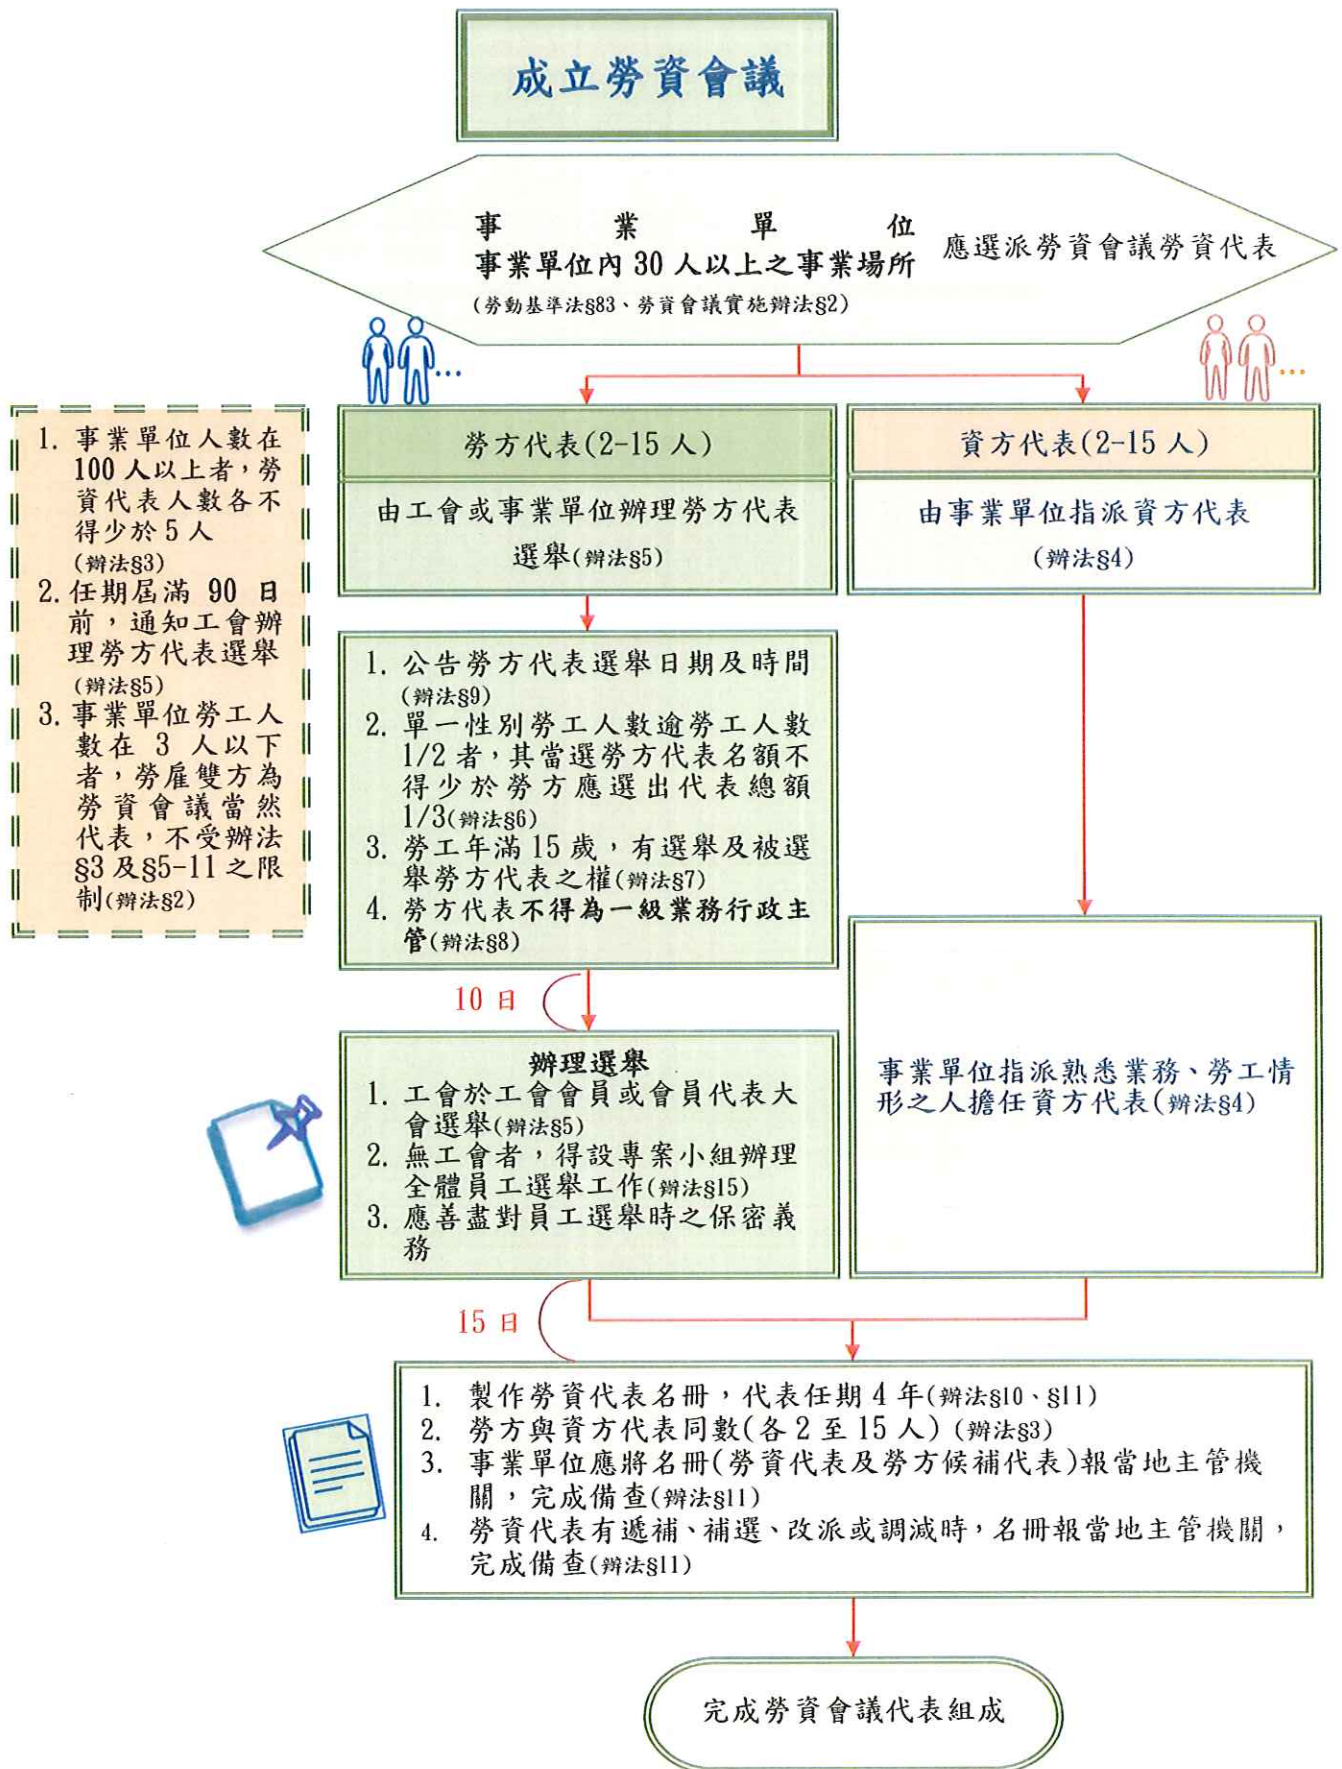 成立勞資會議
事業單位
事業單位內 30 人以上之事業場所
應選派勞資會議勞資代表
(勞動基準法§83、勞資會議實施辦法§2)
1. 事業單位人數在
100 人以上者，勞
資代表人數各不
得少於 5 人
(辦法§3)
2. 任期屆滿 90 日
前，通知工會辦
理勞方代表選舉
(辦法§5)
3. 事業單位勞工人
數在 3 人以下
者，勞雇雙方為
勞資會議當然
代表，不受辦法
§3 及§5-11 之限
制(辦法§2)
勞方代表(2-15 人)
由工會或事業單位辦理勞方代表
選舉(辦法§5)
資方代表(2-15 人)
由事業單位指派資方代表
(辦法§4)
1. 公告勞方代表選舉日期及時間
(辦法§9)
2. 單一性別勞工人數逾勞工人數
1/2 者，其當選勞方代表名額不
得少於勞方應選出代表總額
1/3(辦法§6)
3. 勞工年滿 15 歲，有選舉及被選
舉勞方代表之權(辦法§7)
4. 勞方代表不得為一級業務行政主
管(辦法§8)
10 日
辦理選舉
1. 工會於工會會員或會員代表大
會選舉(辦法§5)
2. 無工會者，得設專案小組辦理
全體員工選舉工作(辦法§15)
3. 應善盡對員工選舉時之保密義
務
事業單位指派熟悉業務、勞工情
形之人擔任資方代表(辦法§4)
15 日
1. 製作勞資代表名冊，代表任期 4 年(辦法§10、§11)
2. 勞方與資方代表同數(各 2 至 15 人) (辦法§3)
3. 事業單位應將名冊(勞資代表及勞方候補代表)報當地主管機
關，完成備查(辦法§11)
4. 勞資代表有遞補、補選、改派或調減時，名冊報當地主管機關，
完成備查(辦法§11)
完成勞資會議代表組成